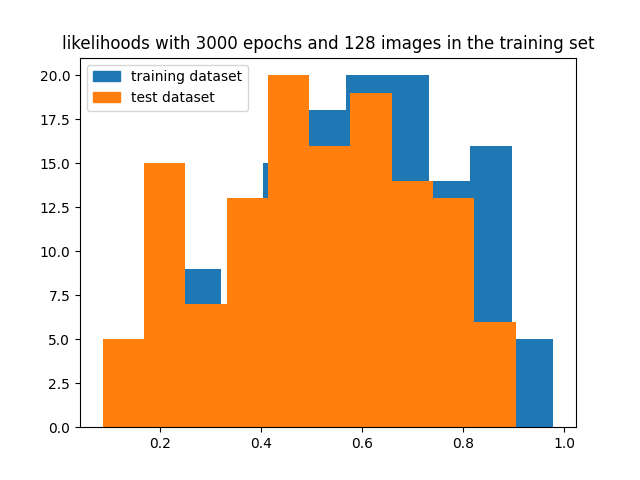 likelihoods with 3000 epochs and 128 images in the training set
training dataset
test dataset
20.0
17.5
15.0
12.5
10.0
7.5
5.0
2.5
0.0
0.2 0.4 0.6 0.8 1.0